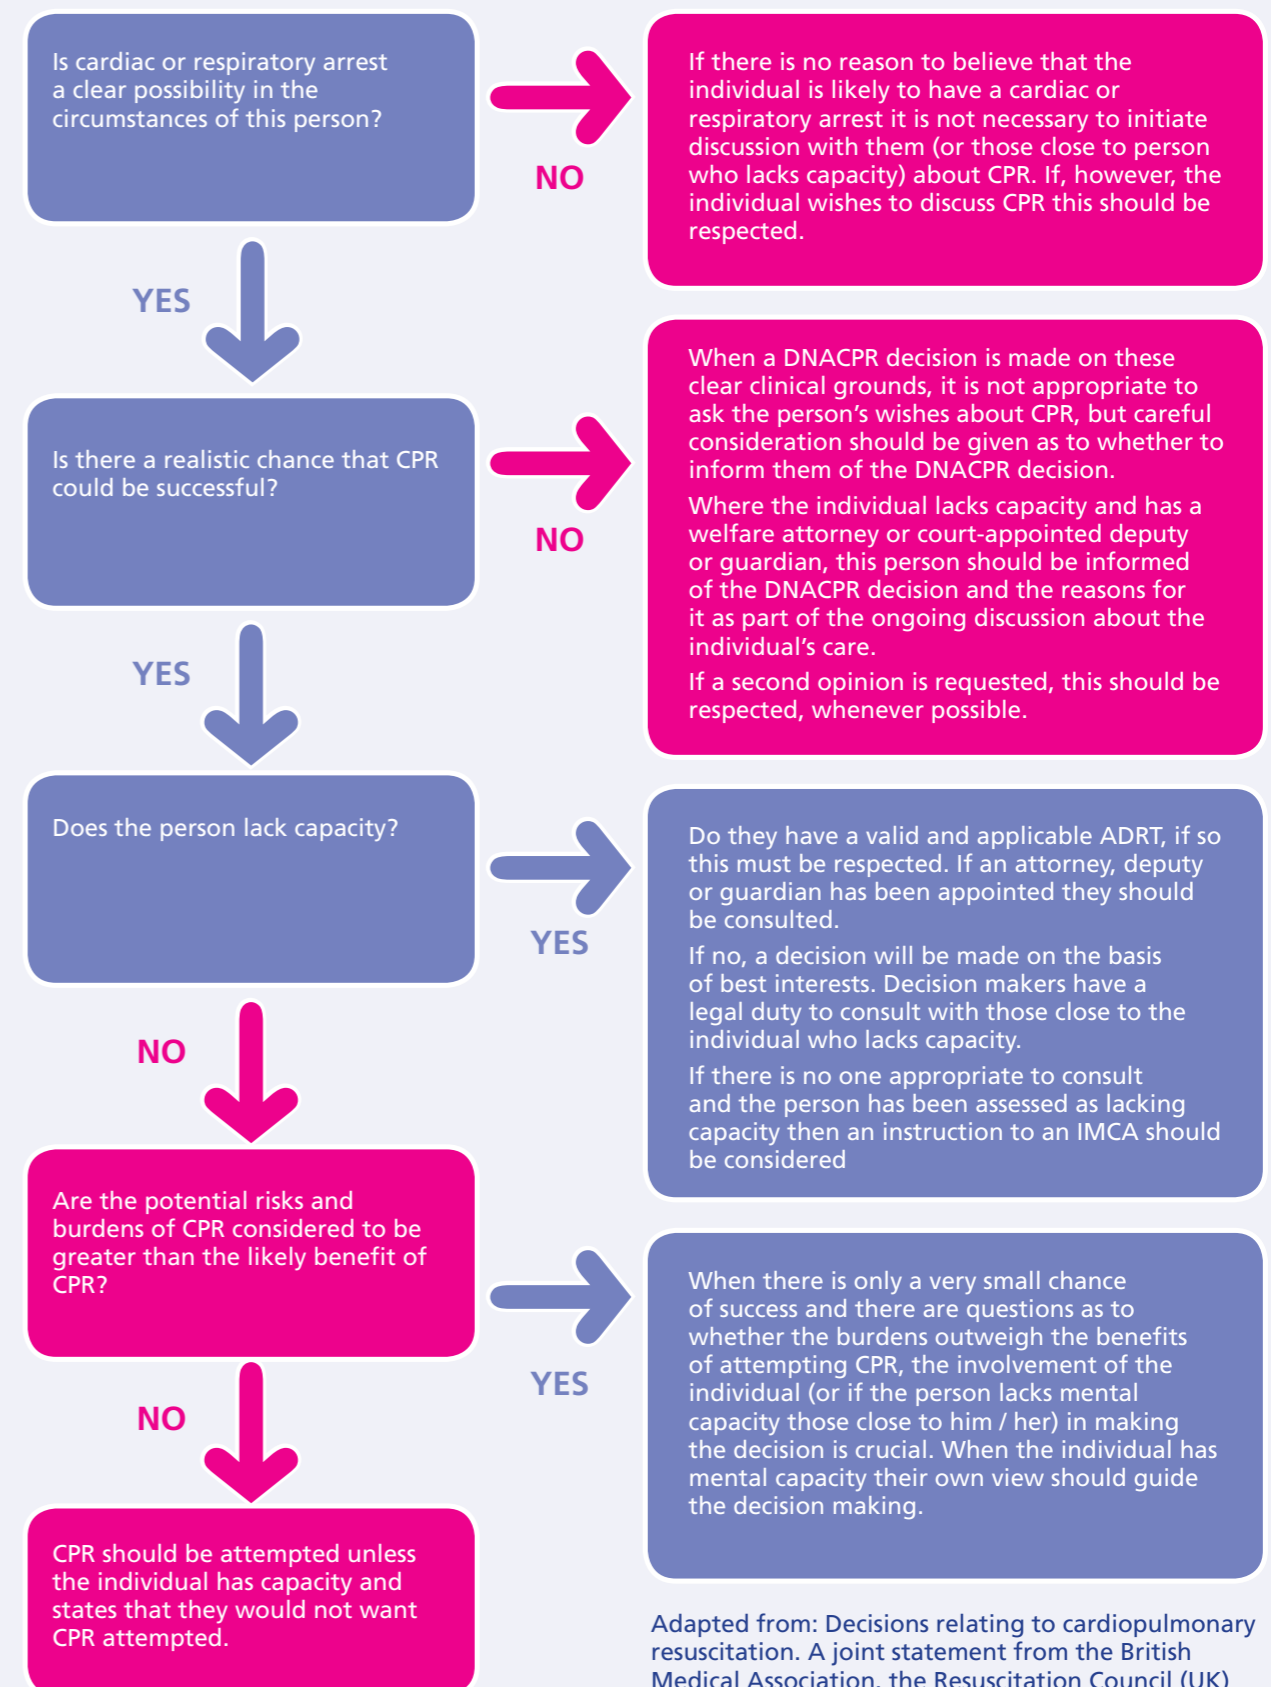 Is cardiac or respiratory arrest
a clear possibility in the
circumstances of this person?
NO
If there is no reason to believe that the
individual is likely to have a cardiac or
respiratory arrest it is not necessary to initiate
discussion with them (or those close to person
who lacks capacity) about CPR. If, however, the
individual wishes to discuss CPR this should be
respected.
YES
Is there a realistic chance that CPR
could be successful?
NO
When a DNACPR decision is made on these
clear clinical grounds, it is not appropriate to
ask the person's wishes about CPR, but careful
consideration should be given as to whether to
inform them of the DNACPR decision.
Where the individual lacks capacity and has a
welfare attorney or court-appointed deputy
or guardian, this person should be informed
of the DNACPR decision and the reasons for
it as part of the ongoing discussion about the
individual's care.
If a second opinion is requested, this should be
respected, whenever possible.
YES
Does the person lack capacity?
YES
Do they have a valid and applicable ADRT, if so
this must be respected. If an attorney, deputy
or guardian has been appointed they should
be consulted.
If no, a decision will be made on the basis
of best interests. Decision makers have a
legal duty to consult with those close to the
individual who lacks capacity.
If there is no one appropriate to consult
and the person has been assessed as lacking
capacity then an instruction to an IMCA should
be considered
NO
Are the potential risks and
burdens of CPR considered to be
greater than the likely benefit of
CPR?
YES
When there is only a very small chance
of success and there are questions as to
whether the burdens outweigh the benefits
of attempting CPR, the involvement of the
individual (or if the person lacks mental
capacity those close to him / her) in making
the decision is crucial. When the individual has
mental capacity their own view should guide
the decision making.
NO
CPR should be attempted unless
the individual has capacity and
states that they would not want
CPR attempted.
Adapted from: Decisions relating to cardiopulmonary
resuscitation. A joint statement from the British
Medical Association, the Resuscitation Council (UK)